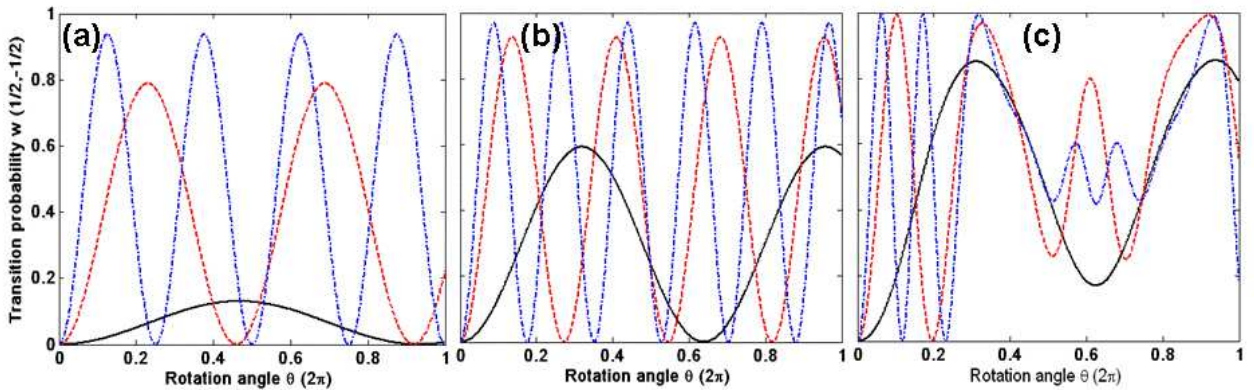 (a)
(b)
(c)
Transition probability w (1/2,-1/2)
1
0.8
0.6
0.4
0.2
0
0 0.2 0.4 0.6 0.8 1
0 0.2 0.4 0.6 0.8 1
0 0.2 0.4 0.6 0.8 1
Rotation angle θ (2π)
Rotation angle θ (2π)
Rotation angle θ (2π)